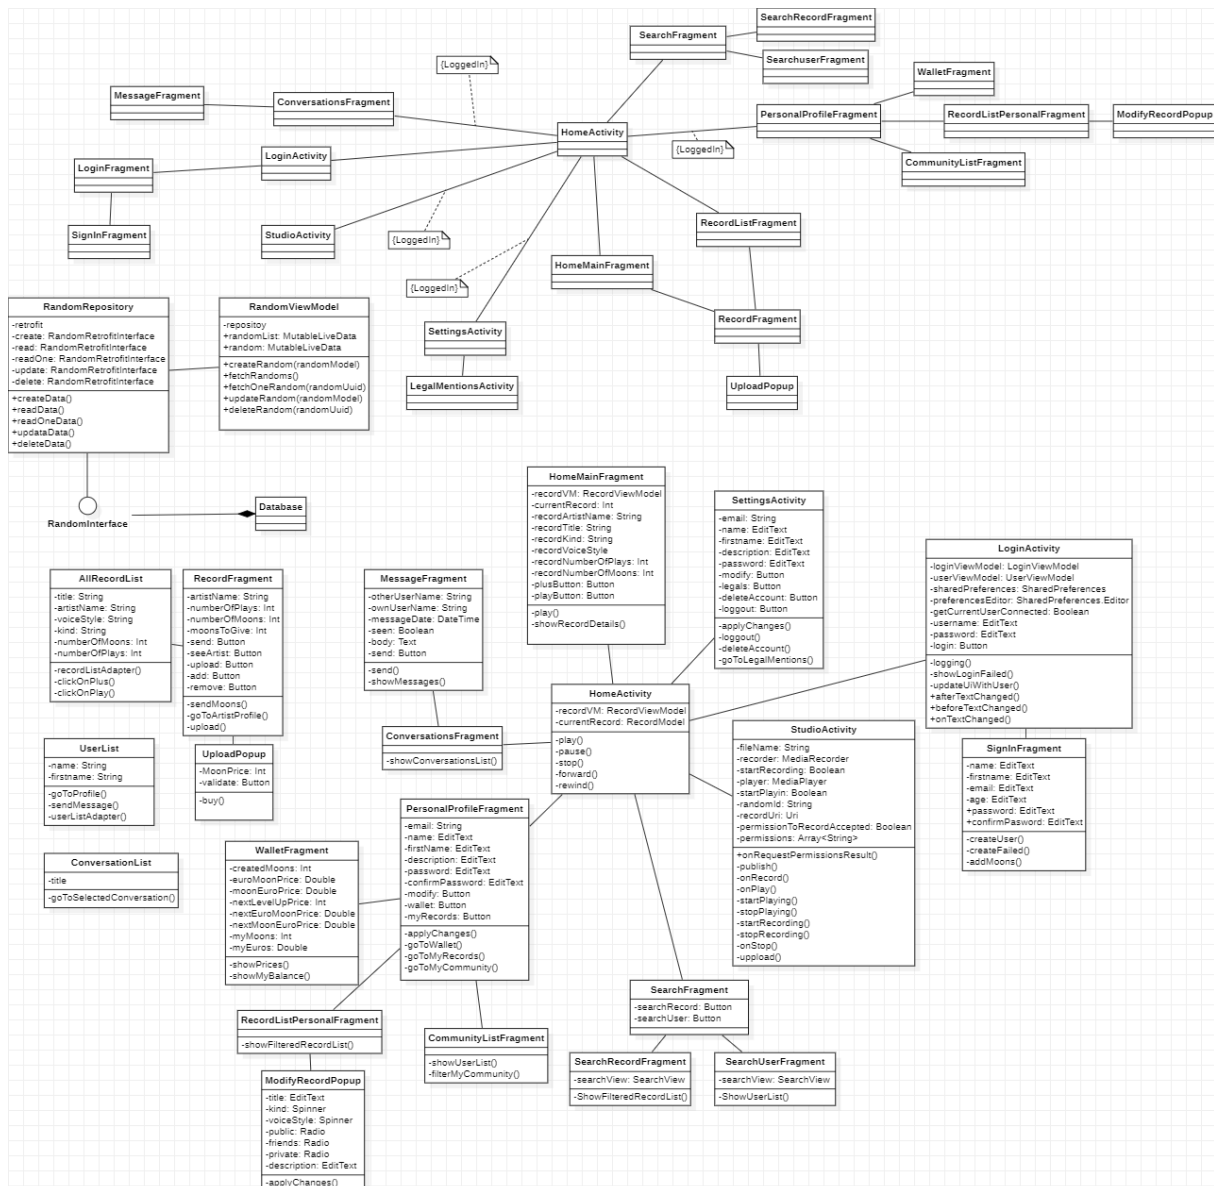 SearchRecordFragment
SearchFragment
SearchuserFragment
{LoggedIn}
WalletFragment
MessageFragment
ConversationsFragment
PersonalProfileFragment
RecordListPersonalFragment
ModifyRecordPopup
HomeActivity
{LoggedIn}
CommunityListFragment
LoginActivity
LoginFragment
RecordListFragment
SignInFragment
StudioActivity
{LoggedIn}
HomeMainFragment
{LoggedIn}
RecordFragment
SettingsActivity
LegalMentionsActivity
UploadPopup
RandomRepository
-retrofit
-create: RandomRetrofitInterface
-read: RandomRetrofitInterface
-readOne: RandomRetrofitInterface
-update: RandomRetrofitInterface
-delete: RandomRetrofitInterface
+createData()
+readData()
+readOneData()
+updataData()
+deleteData()
RandomViewModel
-repositoy
+randomList: MutableLiveData
+random: MutableLiveData
+createRandom(randomModel)
+fetchRandoms()
+fetchOneRandom(randomUuid)
+updateRandom(randomModel)
+deleteRandom(randomUuid)
RandomInterface
Database
HomeMainFragment
-recordVM: RecordViewModel
-currentRecord: Int
-recordArtistName: String
-recordTitle: String
-recordKind: String
-recordVoiceStyle
-recordNumberOfPlays: Int
-recordNumberOfMoons: Int
-plusButton: Button
-playButton: Button
-play()
-showRecordDetails()
SettingsActivity
-email: String
-name: EditText
-firstname: EditText
-description: EditText
-password: EditText
-modify: Button
-legals: Button
-deleteAccount: Button
-loggout: Button
-applyChanges()
-loggout()
-deleteAccount()
-goToLegalMentions()
LoginActivity
-loginViewModel: LoginViewModel
-userViewModel: UserViewModel
-sharedPreferences: SharedPreferences
-preferencesEditor: SharedPreferences.Editor
-getCurrentUserConnected: Boolean
-username: EditText
-password: EditText
-login: Button
-logging()
-showLoginFailed()
-updateUiWithUser()
+afterTextChanged()
+beforeTextChanged()
+onTextChanged()
AllRecordList
-title: String
-artistName: String
-voiceStyle: String
-kind: String
-numberOfMoons: Int
-numberOfPlays: Int
-recordListAdapter()
-clickOnPlus()
-clickOnPlay()
RecordFragment
-artistName: String
-numberOfPlays: Int
-numberOfMoons: Int
-moonsToGive: Int
-send: Button
-seeArtist: Button
-upload: Button
-add: Button
-remove: Button
-sendMoons()
-goToArtistProfile()
-upload()
MessageFragment
-otherUserName: String
-ownUserName: String
-messageDate: DateTime
-seen: Boolean
-body: Text
-send: Button
-send()
-showMessages()
HomeActivity
-recordVM: RecordViewModel
-currentRecord: RecordModel
-play()
-pause()
-stop()
-forward()
-rewind()
ConversationsFragment
-showConversationsList()
StudioActivity
-fileName: String
-recorder: MediaRecorder
-startRecording: Boolean
-player: MediaPlayer
-startPlayin: Boolean
-randomId: String
-recordUri: Uri
-permissionToRecordAccepted: Boolean
-permissions: Array<String>
+onRequestPermissionsResult()
-publish()
-onRecord()
-onPlay()
-startPlaying()
-stopPlaying()
-startRecording()
-stopRecording()
-onStop()
-uppload()
SignInFragment
-name: EditText
-firstname: EditText
-email: EditText
-age: EditText
+password: EditText
+confirmPasword: EditText
-createUser()
-createFailed()
-addMoons()
UserList
-name: String
-firstname: String
-goToProfile()
-sendMessage()
-userListAdapter()
UploadPopup
-MoonPrice: Int
-validate: Button
-buy()
PersonalProfileFragment
-email: String
-name: EditText
-firstName: EditText
-description: EditText
-password: EditText
-confirmPassword: EditText
-modify: Button
-wallet: Button
-myRecords: Button
-applyChanges()
-goToWallet()
-goToMyRecords()
-goToMyCommunity()
WalletFragment
-createdMoons: Int
-euroMoonPrice: Double
-moonEuroPrice: Double
-nextLevelUpPrice: Int
-nextEuroMoonPrice: Double
-nextMoonEuroPrice: Double
-myMoons: Int
-myEuros: Double
-showPrices()
-showMyBalance()
ConversationList
-title
-goToSelectedConversation()
SearchFragment
-searchRecord: Button
-searchUser: Button
RecordListPersonalFragment
-showFilteredRecordList()
CommunityListFragment
-showUserList()
-filterMyCommunity()
SearchRecordFragment
-searchView: SearchView
-ShowFilteredRecordList()
SearchUserFragment
-searchView: SearchView
-ShowUserList()
ModifyRecordPopup
-title: EditText
-kind: Spinner
-voiceStyle: Spinner
-public: Radio
-friends: Radio
-private: Radio
-description: EditText
-applyChanges()